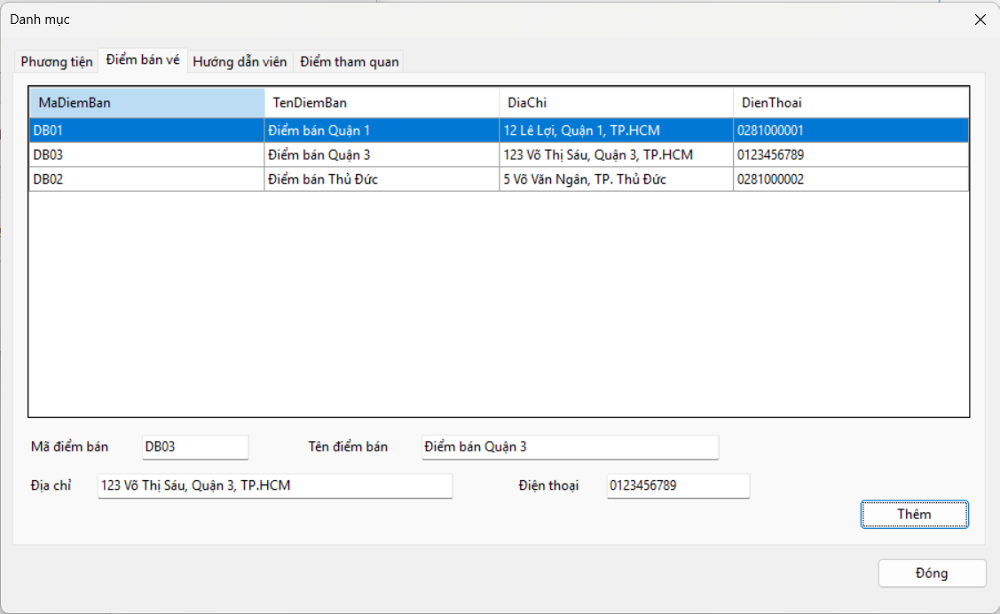 Danh mục
Phương tiện Điểm bán vé Hướng dẫn viên Điểm tham quan
MaDiemBan TenDiemBan DiaChi DienThoai
DB01 Điểm bán Quận 1 12 Lê Lợi, Quận 1, TP.HCM 0281000001
DB03 Điểm bán Quận 3 123 Võ Thị Sáu, Quận 3, TP.HCM 0123456789
DB02 Điểm bán Thủ Đức 5 Võ Văn Ngân, TP. Thủ Đức 0281000002
Mã điểm bán DB03 Tên điểm bán Điểm bán Quận 3
Địa chỉ 123 Võ Thị Sáu, Quận 3, TP.HCM Điện thoại 0123456789
Thêm
Đóng